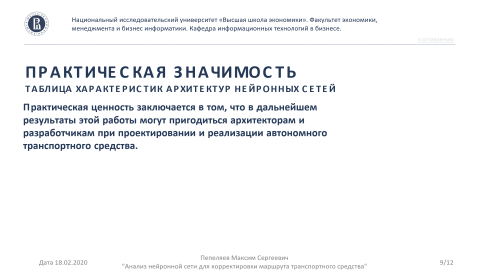 Национальный исследовательский университет «Высшая школа экономики». Факультет экономики,
менеджмента и бизнес информатики. Кафедра информационных технологий в бизнесе.
ПРАКТИЧЕСКАЯ ЗНАЧИМОСТЬ
ТАБЛИЦА ХАРАКТЕРИСТИК АРХИТЕКТУР НЕЙРОННЫХ СЕТЕЙ
Практическая ценность заключается в том, что в дальнейшем
результаты этой работы могут пригодиться архитекторам и
разработчикам при проектировании и реализации автономного
транспортного средства.
Дата 18.02.2020
Пепеляев Максим Сергеевич
"Анализ нейронной сети для корректировки маршрута транспортного средства"
9/12